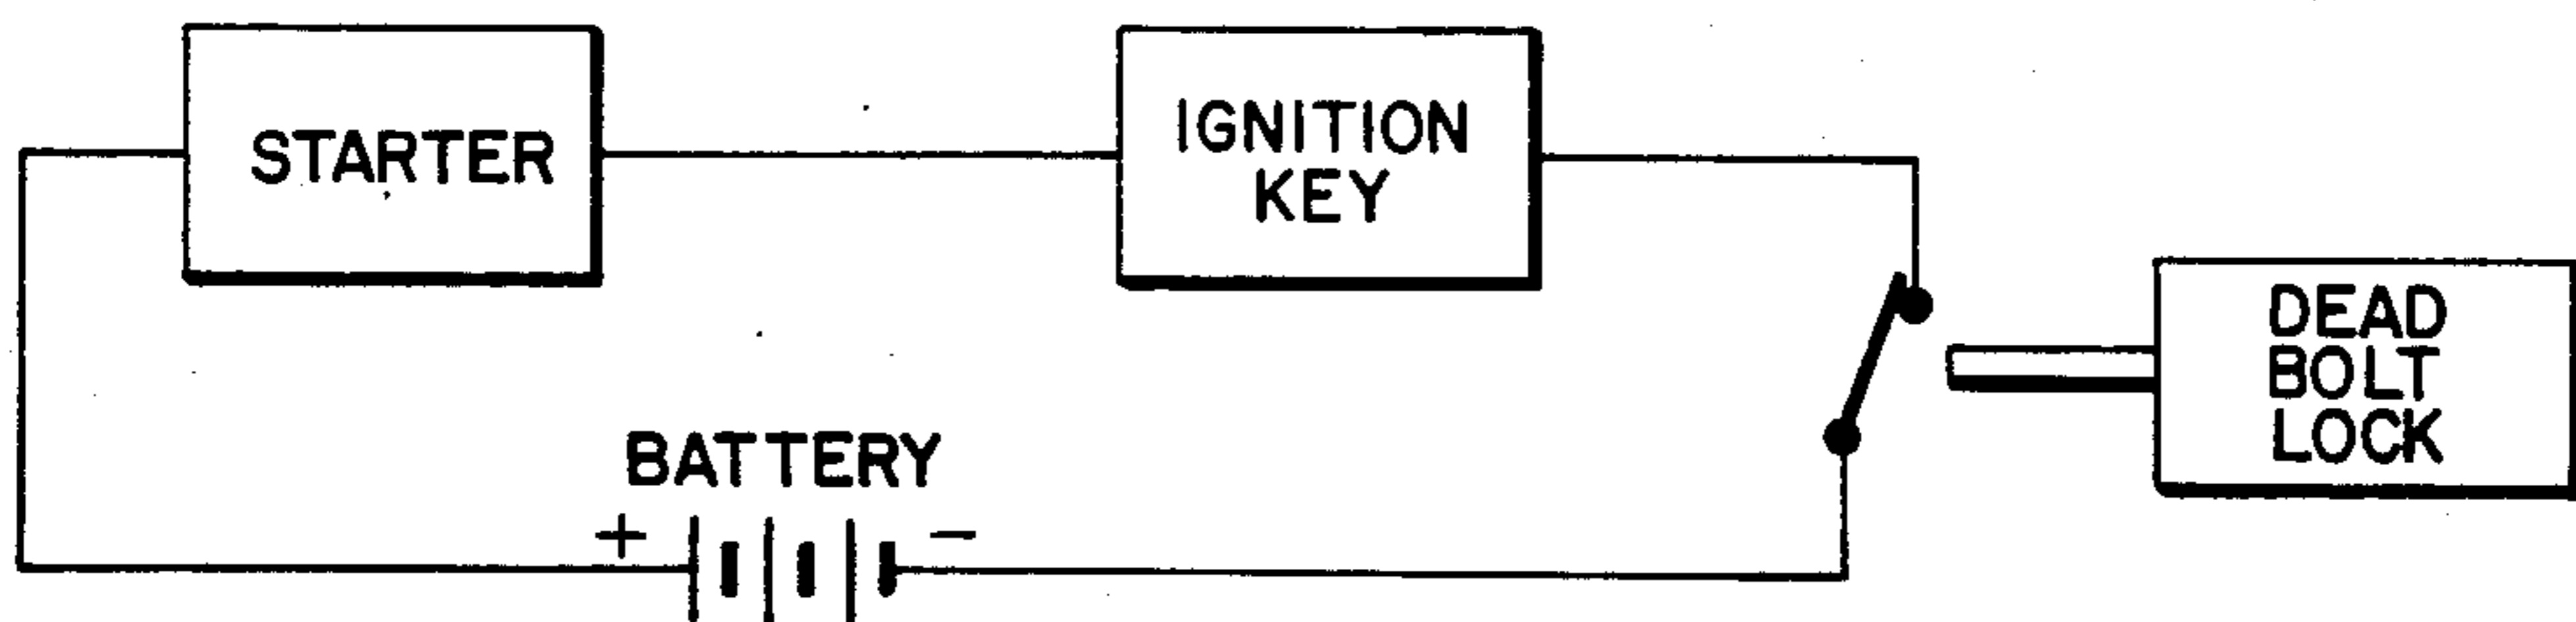 STARTER
IGNITION
KEY
DEAD
BOLT
LOCK
BATTERY
+ −